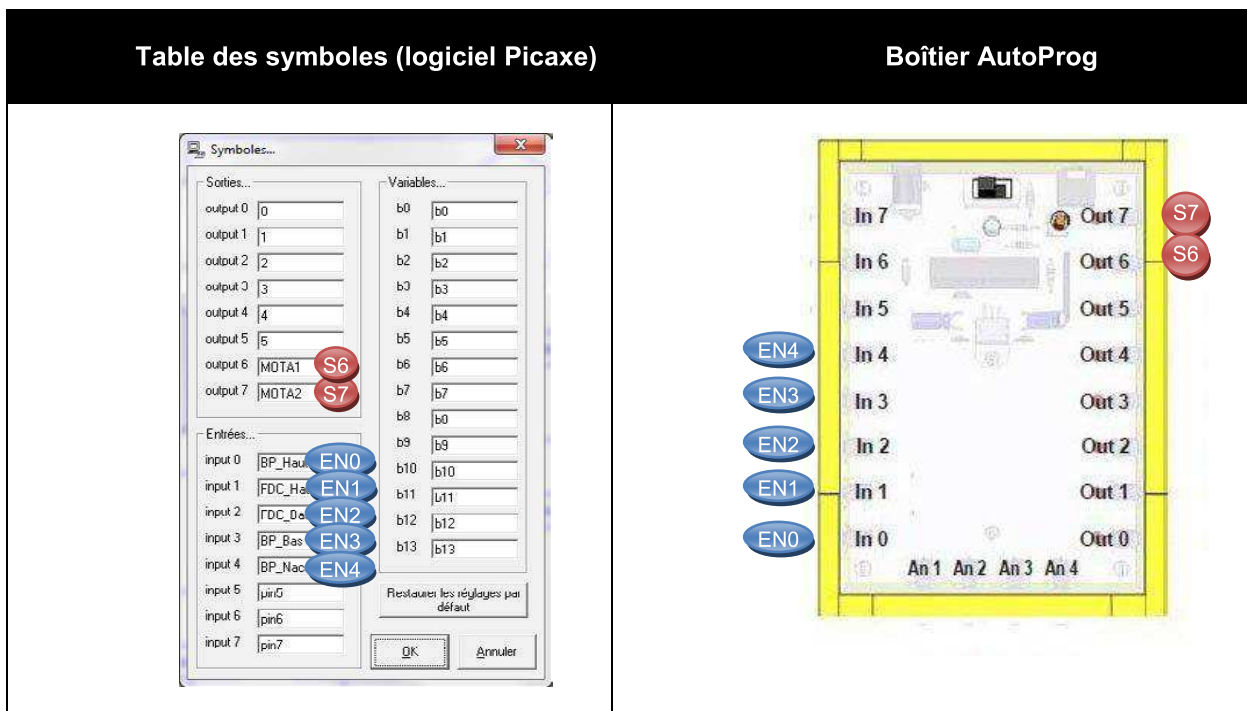 Table des symboles (logiciel Picaxe)
Boîtier AutoProg
Symboles...
Sorties...
output 0 0
output 1 1
output 2 2
output 3 3
output 4 4
output 5 5
output 6 MOTA1 S6
output 7 MOTA2 S7
Entrées...
input 0 BP_Hau EN0
input 1 FDC_Ha EN1
input 2 FDC_Ba EN2
input 3 BP_Bas EN3
input 4 BP_Nac EN4
input 5 pin5
input 6 pin6
input 7 pin7
Variables...
b0 b0
b1 b1
b2 b2
b3 b3
b4 b4
b5 b5
b6 b6
b7 b7
b8 b8
b9 b9
b10 b10
b11 b11
b12 b12
b13 b13
Restaurer les réglages par
défaut
OK
Annuler
In 7 Out 7 S7
In 6 Out 6 S6
In 5 Out 5
EN4 In 4 Out 4
EN3 In 3 Out 3
EN2 In 2 Out 2
EN1 In 1 Out 1
EN0 In 0 Out 0
An 1 An 2 An 3 An 4